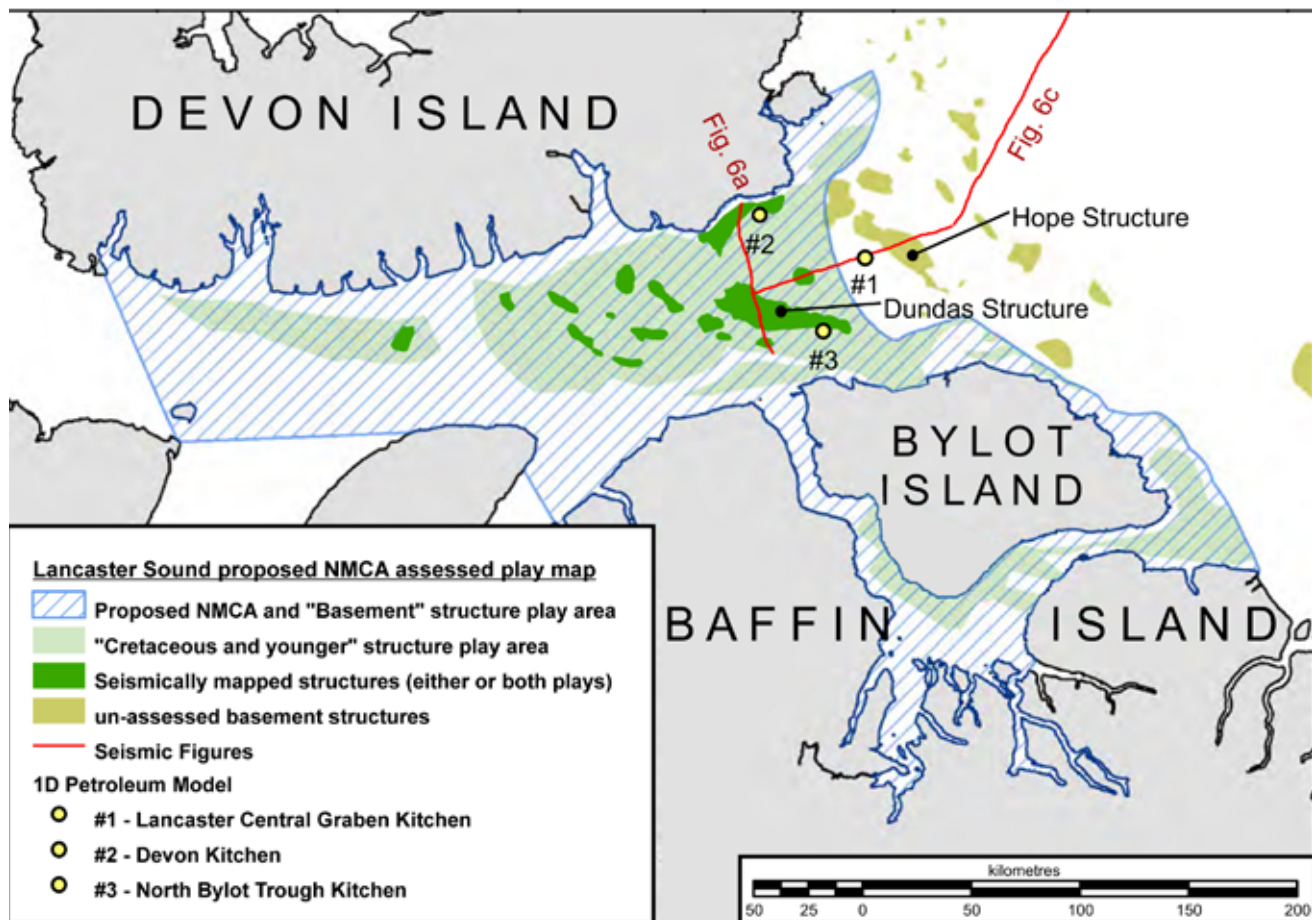 DEVON ISLAND
Fig. 6a
Fig. 6c
Hope Structure
#2
#1
Dundas Structure
#3
BYLOT
ISLAND
BAFFIN
ISLAND
Lancaster Sound proposed NMCA assessed play map
Proposed NMCA and "Basement" structure play area
"Cretaceous and younger" structure play area
Seismically mapped structures (either or both plays)
un-assessed basement structures
Seismic Figures
1D Petroleum Model
#1 - Lancaster Central Graben Kitchen
#2 - Devon Kitchen
#3 - North Bylot Trough Kitchen
kilometres
50 25 0 50 100 150 200